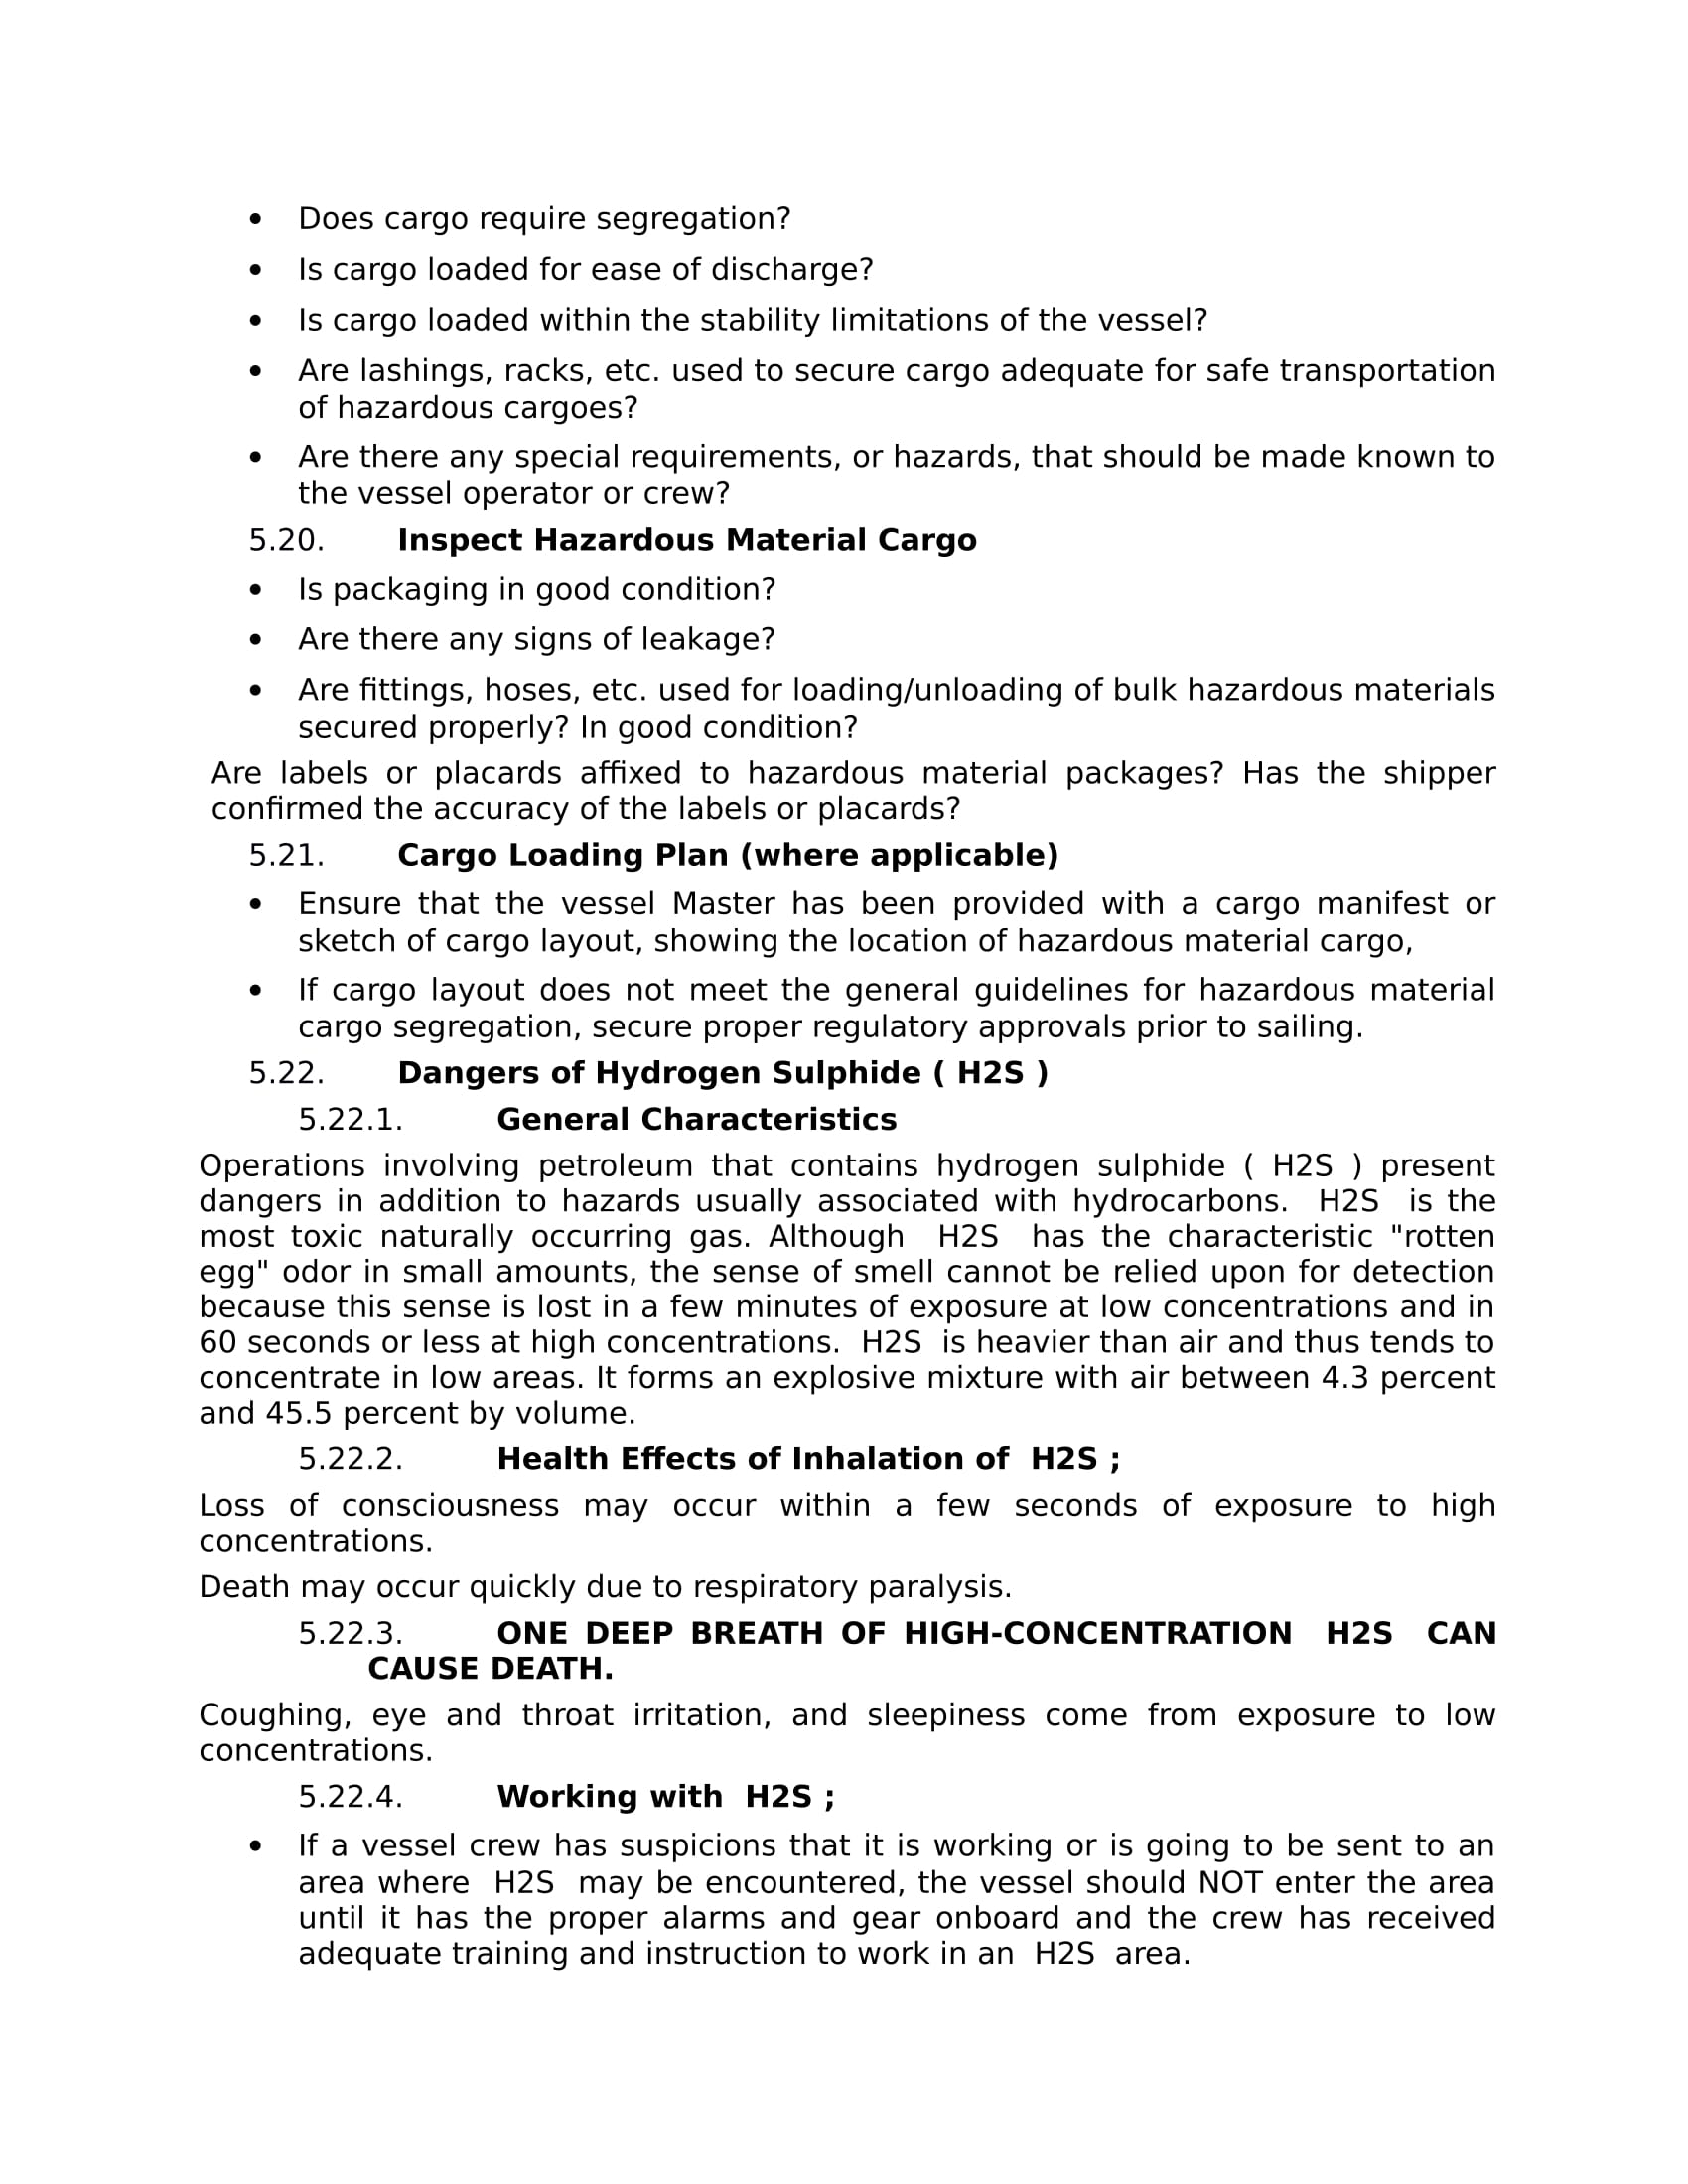 • Does cargo require segregation?
• Is cargo loaded for ease of discharge?
• Is cargo loaded within the stability limitations of the vessel?
• Are lashings, racks, etc. used to secure cargo adequate for safe transportation
of hazardous cargoes?
• Are there any special requirements, or hazards, that should be made known to
the vessel operator or crew?
5.20. Inspect Hazardous Material Cargo
• Is packaging in good condition?
• Are there any signs of leakage?
• Are fittings, hoses, etc. used for loading/unloading of bulk hazardous materials
secured properly? In good condition?
Are labels or placards affixed to hazardous material packages? Has the shipper
confirmed the accuracy of the labels or placards?
5.21. Cargo Loading Plan (where applicable)
• Ensure that the vessel Master has been provided with a cargo manifest or
sketch of cargo layout, showing the location of hazardous material cargo,
• If cargo layout does not meet the general guidelines for hazardous material
cargo segregation, secure proper regulatory approvals prior to sailing.
5.22. Dangers of Hydrogen Sulphide ( H2S )
5.22.1. General Characteristics
Operations involving petroleum that contains hydrogen sulphide ( H2S ) present
dangers in addition to hazards usually associated with hydrocarbons. H2S is the
most toxic naturally occurring gas. Although H2S has the characteristic "rotten
egg" odor in small amounts, the sense of smell cannot be relied upon for detection
because this sense is lost in a few minutes of exposure at low concentrations and in
60 seconds or less at high concentrations. H2S is heavier than air and thus tends to
concentrate in low areas. It forms an explosive mixture with air between 4.3 percent
and 45.5 percent by volume.
5.22.2. Health Effects of Inhalation of H2S ;
Loss of consciousness may occur within a few seconds of exposure to high
concentrations.
Death may occur quickly due to respiratory paralysis.
5.22.3. ONE DEEP BREATH OF HIGH-CONCENTRATION H2S CAN
CAUSE DEATH.
Coughing, eye and throat irritation, and sleepiness come from exposure to low
concentrations.
5.22.4. Working with H2S ;
• If a vessel crew has suspicions that it is working or is going to be sent to an
area where H2S may be encountered, the vessel should NOT enter the area
until it has the proper alarms and gear onboard and the crew has received
adequate training and instruction to work in an H2S area.